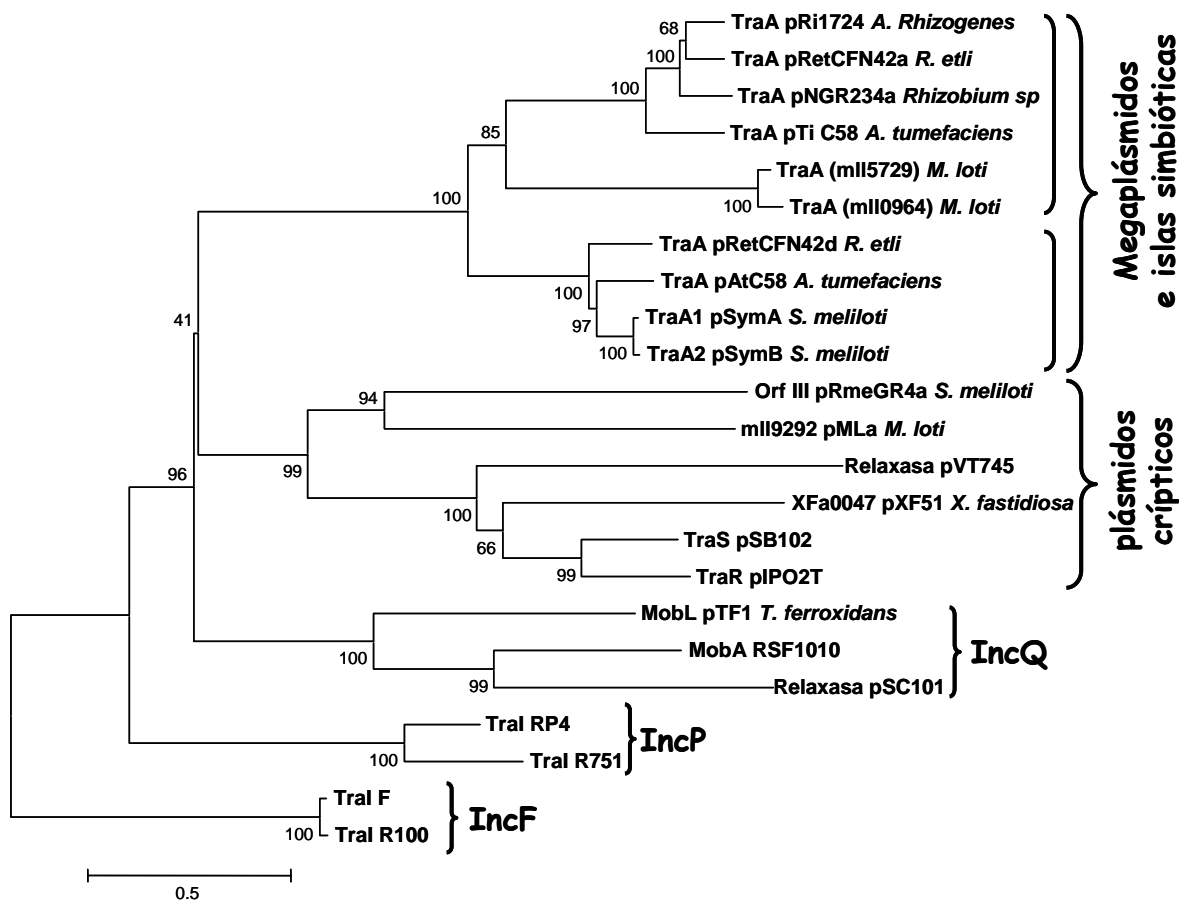 TraA pRi1724 A. Rhizogenes
68
TraA pRetCFN42a R. etli
100
TraA pNGR234a Rhizobium sp
100
TraA pTi C58 A. tumefaciens
85
TraA (mll5729) M. loti
TraA (mll0964) M. loti
100
100
TraA pRetCFN42d R. etli
TraA pAtC58 A. tumefaciens
100
TraA1 pSymA S. meliloti
97
TraA2 pSymB S. meliloti
100
41
Megaplásmidos
e islas simbióticas
Orf III pRmeGR4a S. meliloti
94
mll9292 pMLa M. loti
99
Relaxasa pVT745
96
XFa0047 pXF51 X. fastidiosa
100
TraS pSB102
66
TraR pIPO2T
99
plásmidos
crípticos
MobL pTF1 T. ferroxidans
MobA RSF1010
100
Relaxasa pSC101
99
IncQ
TraI RP4
TraI R751
100
IncP
TraI F
TraI R100
100
IncF
0.5